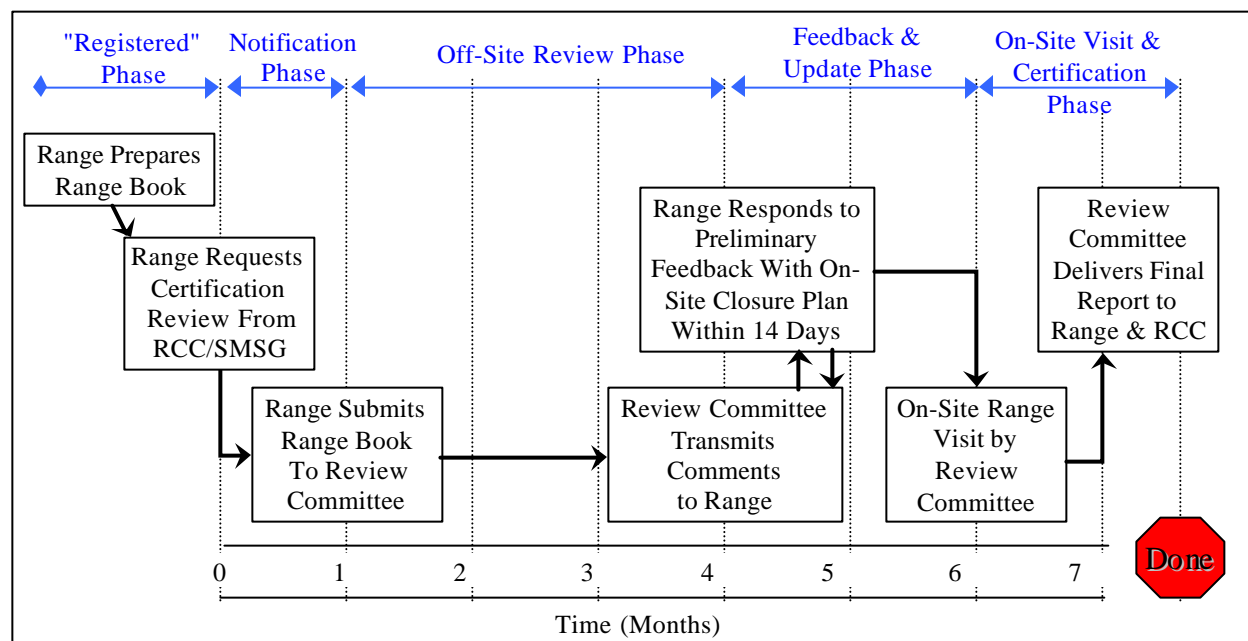 "Registered"
Phase
Notification
Phase
Off-Site Review Phase
Feedback &
Update Phase
On-Site Visit &
Certification
Phase
Range Prepares
Range Book
Range Requests
Certification
Review From
RCC/SMSG
Range Submits
Range Book
To Review
Committee
Review Committee
Transmits
Comments
to Range
Range Responds to
Preliminary
Feedback With On-
Site Closure Plan
Within 14 Days
On-Site Range
Visit by
Review
Committee
Review
Committee
Delivers Final
Report to
Range & RCC
Done
0 1 2 3 4 5 6 7
Time (Months)